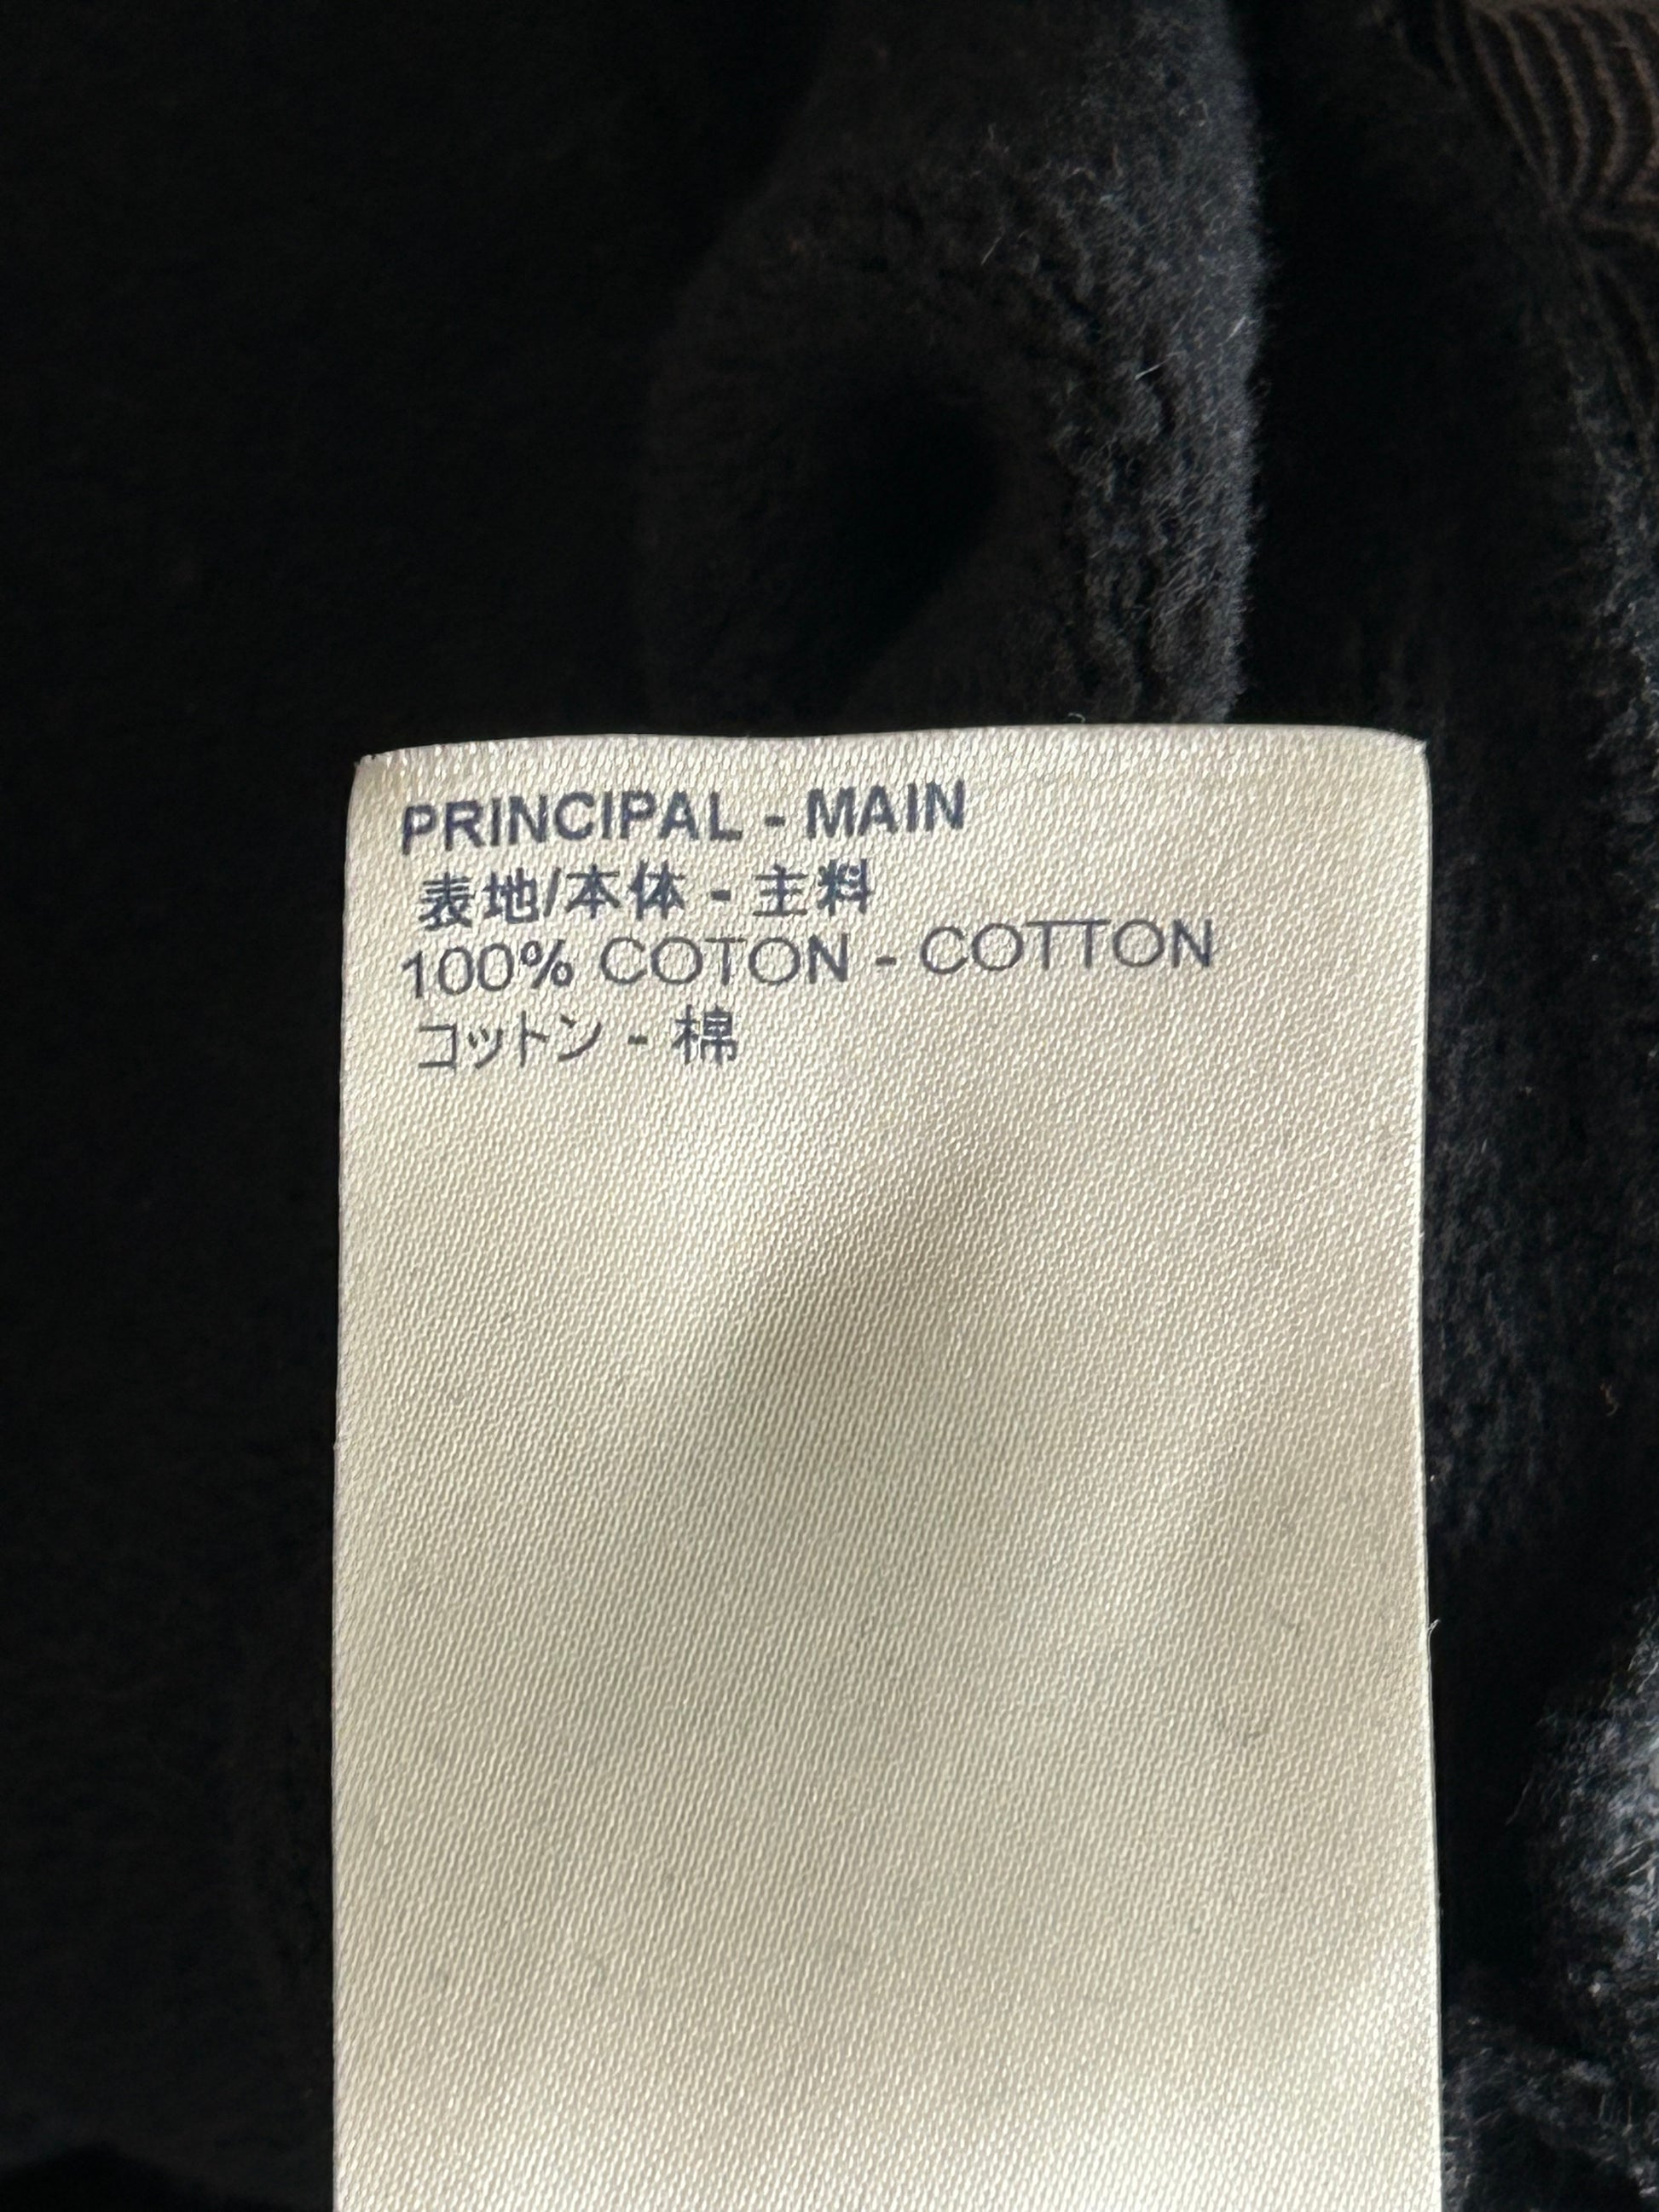 PRINCIPAL - MAIN
表地/本体 - 主料
100% COTON - COTTON
コットン - 棉